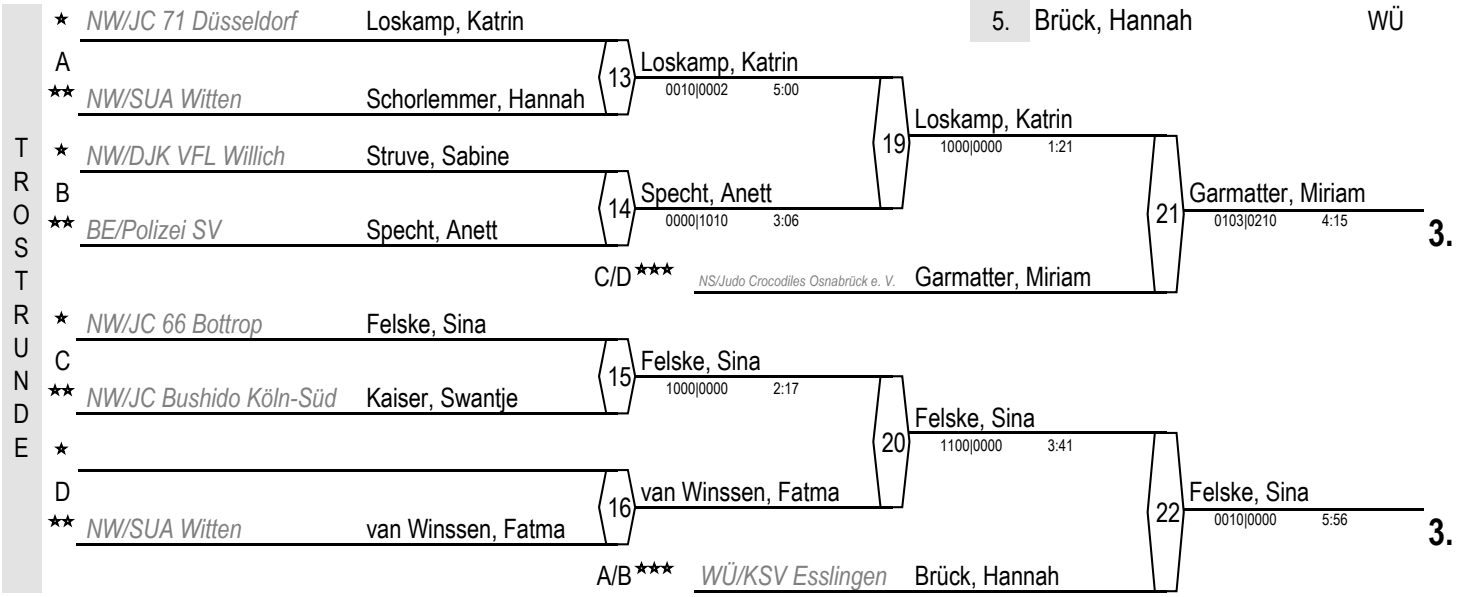 TROSTRUNDE
★ NW/JC 71 Düsseldorf Loskamp, Katrin
5. Brück, Hannah WÜ
A
13 Loskamp, Katrin
0010|0002 5:00
★★ NW/SUA Witten Schorlemmer, Hannah
19 Loskamp, Katrin
1000|0000 1:21
★ NW/DJK VFL Willich Struve, Sabine
B
14 Specht, Anett
0000|1010 3:06
★★ BE/Polizei SV Specht, Anett
21 Garmatter, Miriam
0103|0210 4:15
3.
C/D ★★★ NS/Judo Crocodiles Osnabrück e. V. Garmatter, Miriam
★ NW/JC 66 Bottrop Felske, Sina
C
15 Felske, Sina
1000|0000 2:17
★★ NW/JC Bushido Köln-Süd Kaiser, Swantje
20 Felske, Sina
1100|0000 3:41
★
D
16 van Winssen, Fatma
★★ NW/SUA Witten van Winssen, Fatma
22 Felske, Sina
0010|0000 5:56
3.
A/B ★★★ WÜ/KSV Esslingen Brück, Hannah